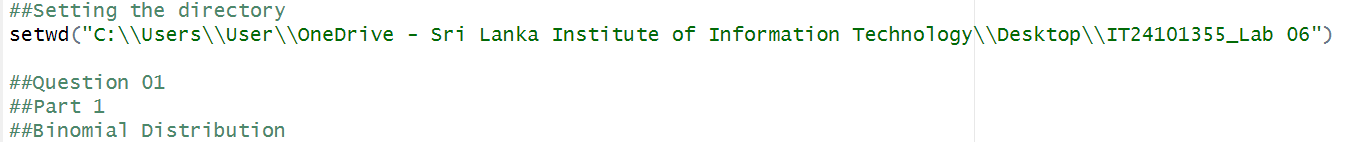 ##Setting the directory
setwd("C:\\Users\\User\\OneDrive - Sri Lanka Institute of Information Technology\\Desktop\\IT24101355_Lab 06")
##Question 01
##Part 1
##Binomial Distribution